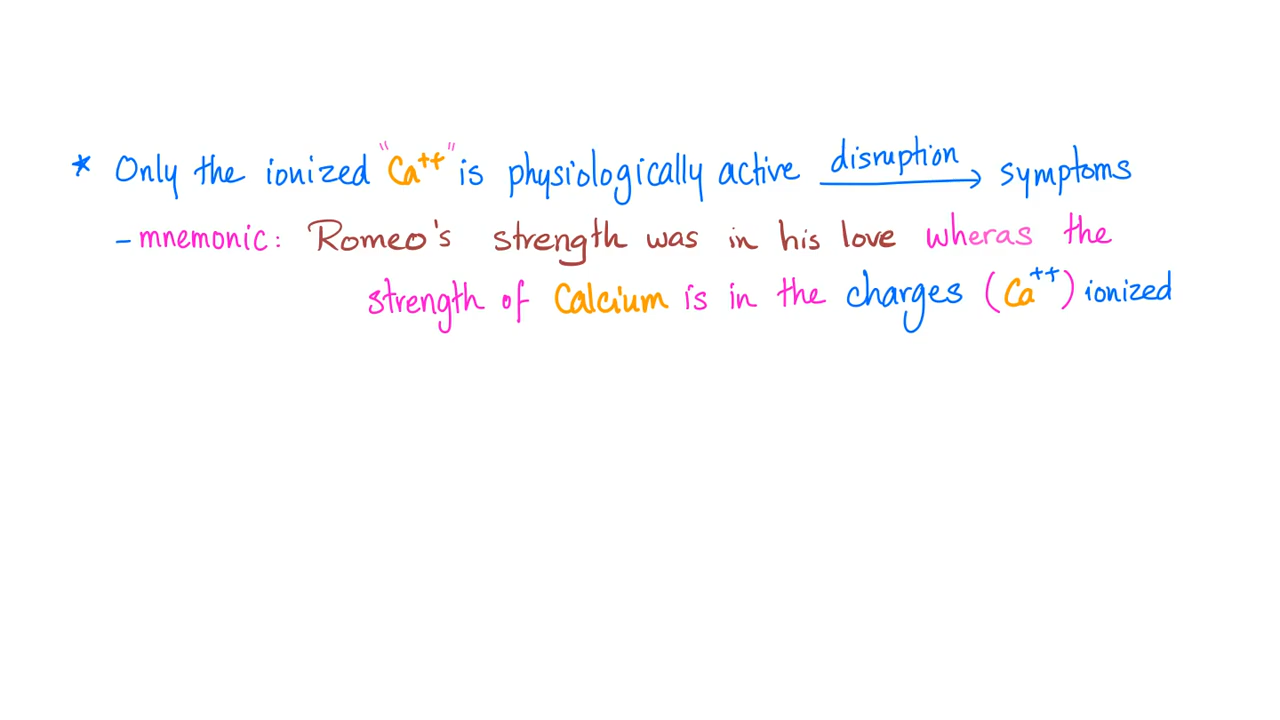 * Only the ionized "Ca++" is physiologically active disruption → symptoms
- mnemonic: Romeo's strength was in his love wheras the
strength of Calcium is in the charges (Ca++) ionized